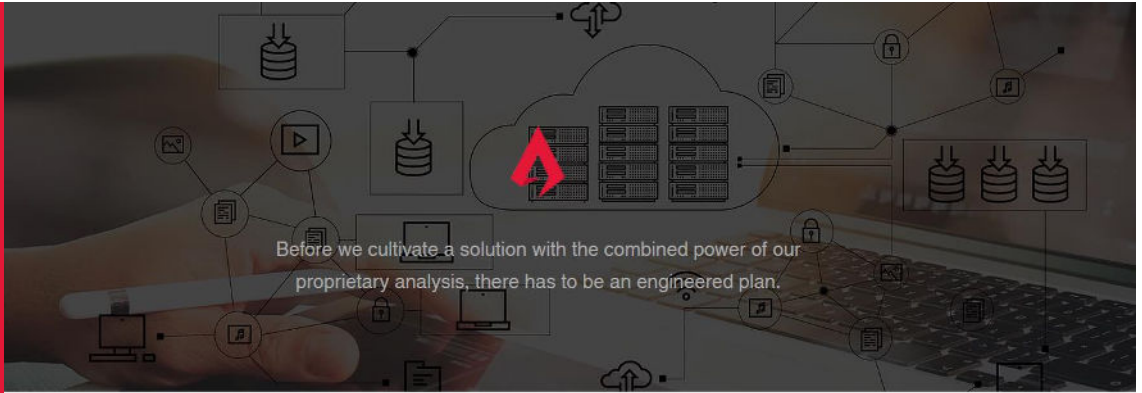 Before we cultivate a solution with the combined power of our
proprietary analysis, there has to be an engineered plan.